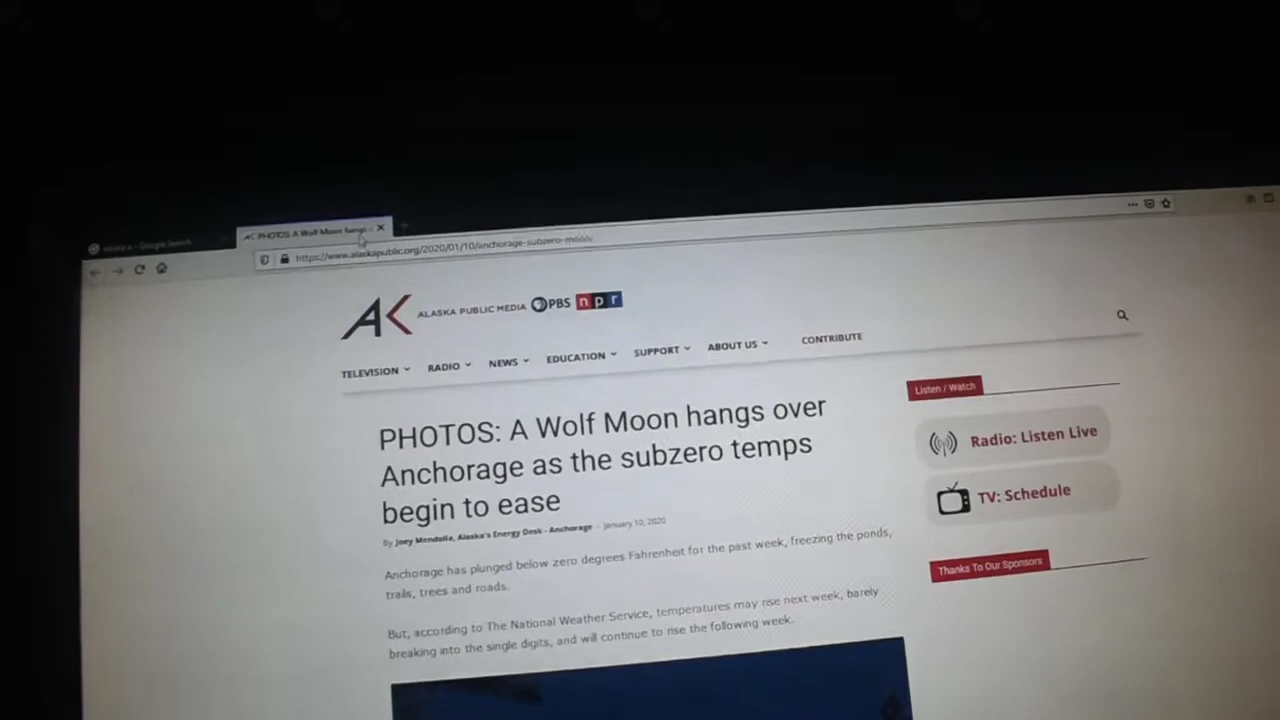 Google Search
PHOTOS: A Wolf Moon hangs
https://www.alaskapublic.org/2020/01/10/anchorage-subzero-moon/
AK ALASKA PUBLIC MEDIA PBS npr
TELEVISION RADIO NEWS EDUCATION SUPPORT ABOUT US CONTRIBUTE
Listen / Watch
PHOTOS: A Wolf Moon hangs over
Anchorage as the subzero temps
begin to ease
Radio: Listen Live
TV: Schedule
By Joey Mendolia, Alaska's Energy Desk - Anchorage - January 10, 2020
Thanks To Our Sponsors
Anchorage has plunged below zero degrees Fahrenheit for the past week, freezing the ponds,
trails, trees and roads.
But, according to The National Weather Service, temperatures may rise next week, barely
breaking into the single digits, and will continue to rise the following week.